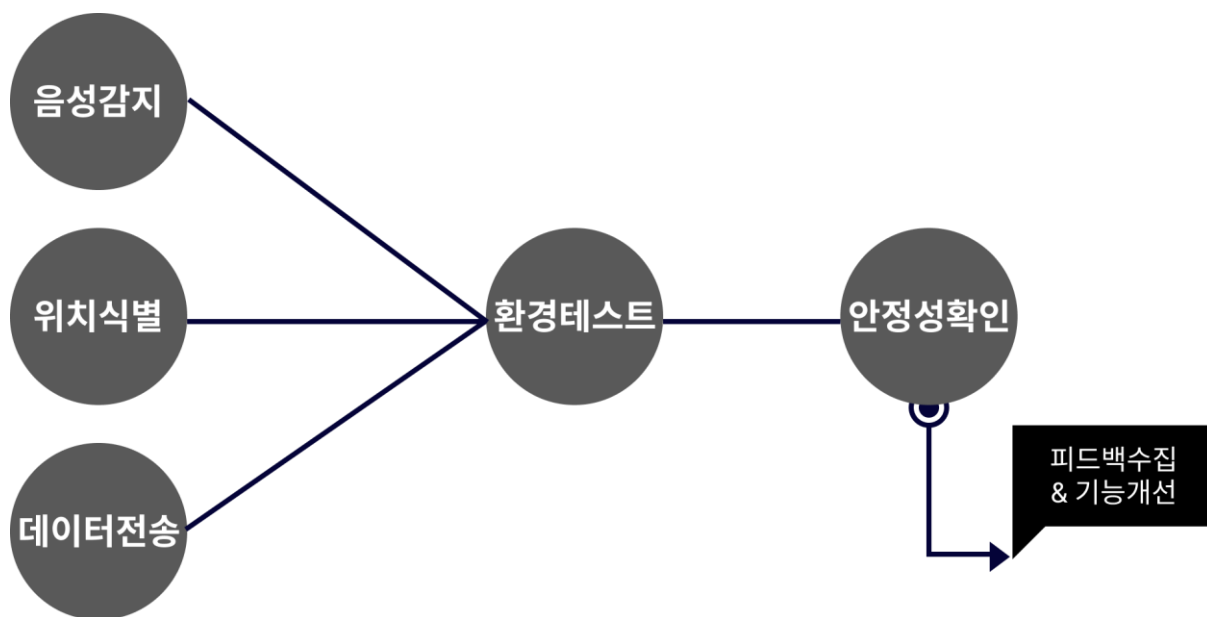 음성감지
위치식별
환경테스트
안정성확인
데이터전송
피드백수집
& 기능개선